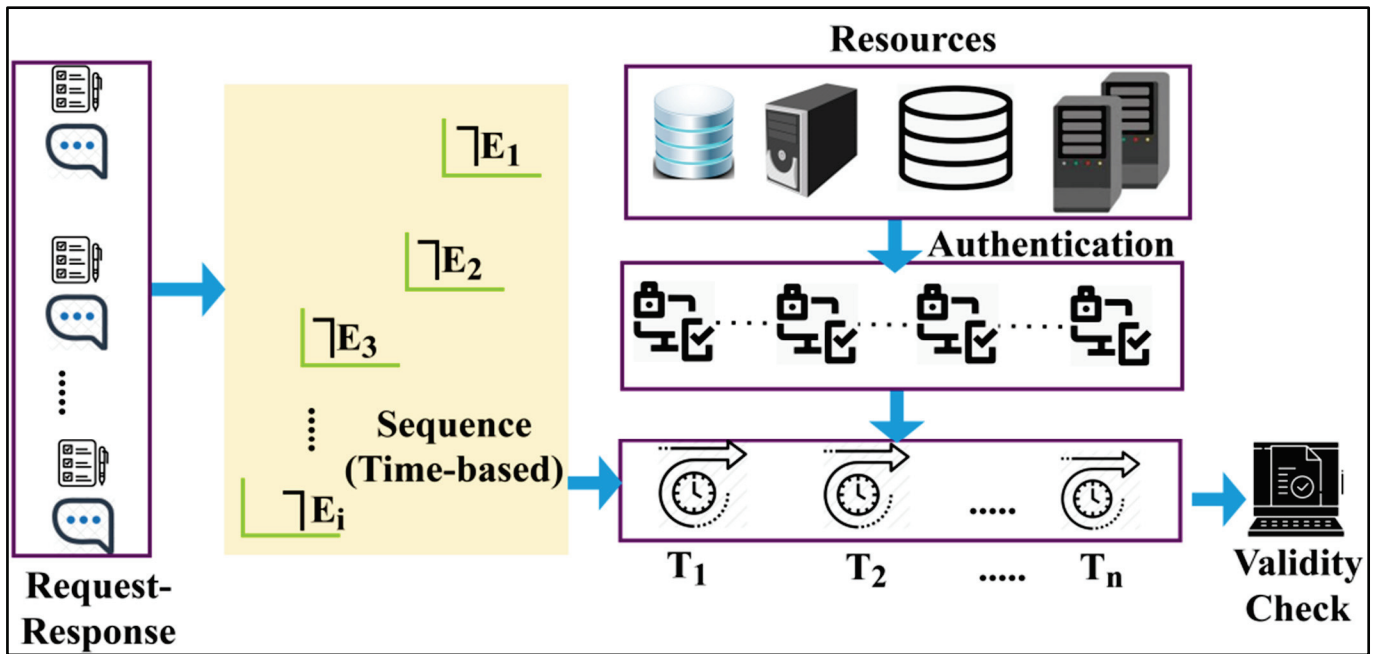 Resources
⅂E1
⅂E2
⅂E3
Sequence
(Time-based)
⅂Ei
Authentication
T1
T2
.....
Tn
Request-
Response
Validity
Check